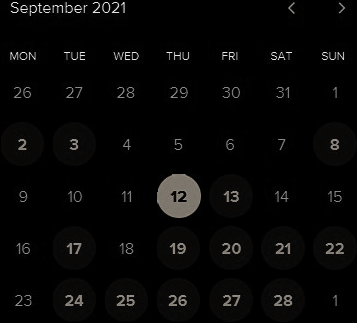 September 2021
MON TUE WED THU FRI SAT SUN
26 27 28 29 30 31 1
2 3 4 5 6 7 8
9 10 11 12 13 14 15
16 17 18 19 20 21 22
23 24 25 26 27 28 1